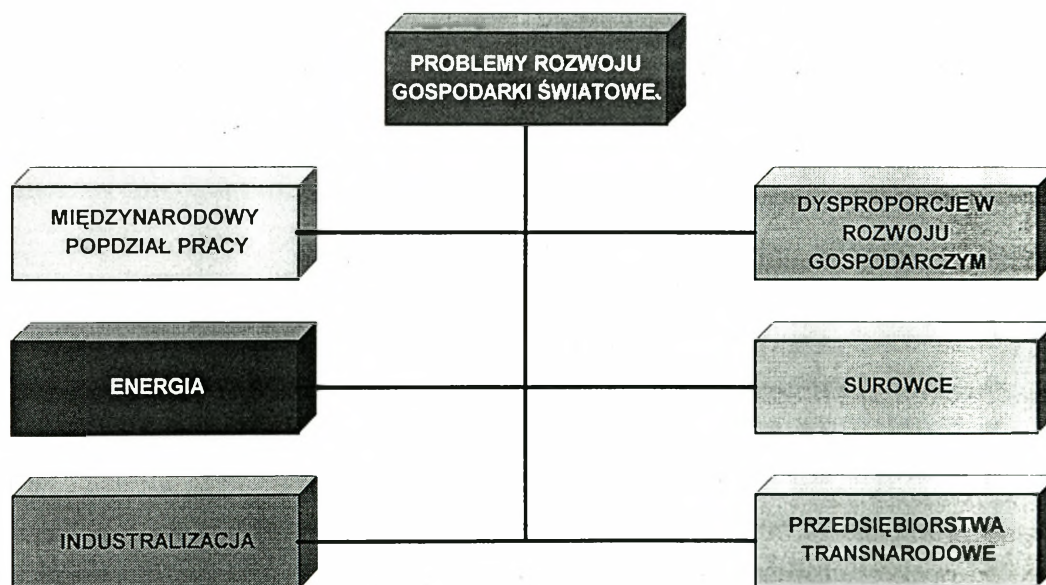 PROBLEMY ROZWOJU
GOSPODARKI ŚWIATOWE.
MIĘDZYNARODOWY
POPDZIAŁ PRACY
DYSPROPORCJE W
ROZWOJU
GOSPODARCZYM
ENERGIA
SUROWCE
INDUSTRALIZACJA
PRZEDSIĘBIORSTWA
TRANSNARODOWE